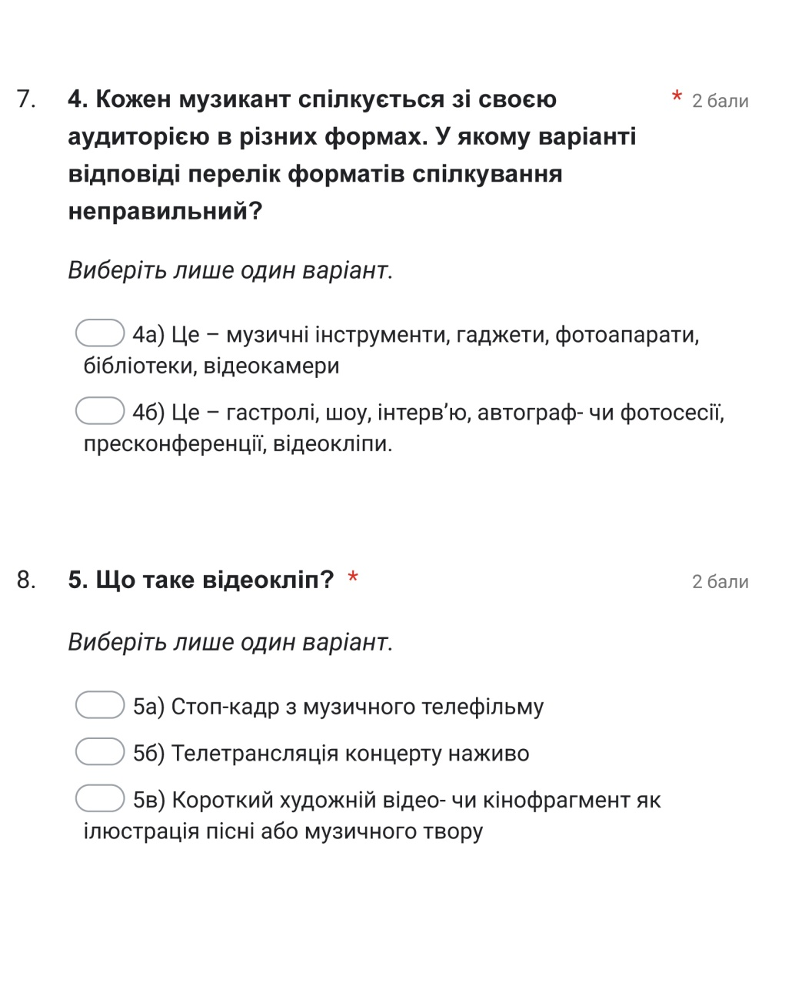 7. 4. Кожен музикант спілкується зі своєю * 2 бали
аудиторією в різних формах. У якому варіанті
відповіді перелік форматів спілкування
неправильний?
Виберіть лише один варіант.
4а) Це – музичні інструменти, гаджети, фотоапарати,
бібліотеки, відеокамери
4б) Це – гастролі, шоу, інтерв’ю, автограф- чи фотосесії,
пресконференції, відеокліпи.
8. 5. Що таке відеокліп? * 2 бали
Виберіть лише один варіант.
5а) Стоп-кадр з музичного телефільму
5б) Телетрансляція концерту наживо
5в) Короткий художній відео- чи кінофрагмент як
ілюстрація пісні або музичного твору